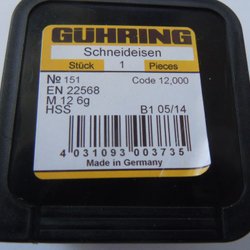 GÜHRING
Schneideisen
Stück 1 Pieces
№ 151 Code 12,000
EN 22568
M 12 6g
HSS B1 05/14
4 031093 003735
Made in Germany